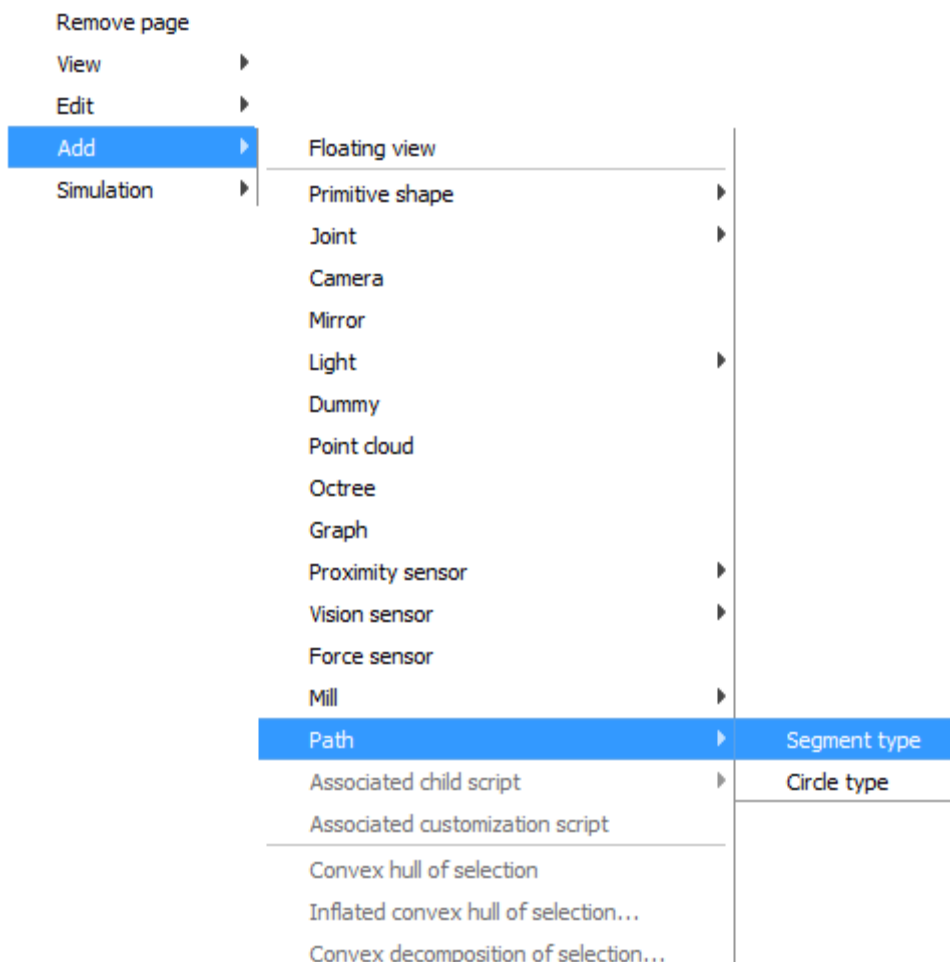 Remove page
View
Edit
Add
Simulation
Floating view
Primitive shape
Joint
Camera
Mirror
Light
Dummy
Point cloud
Octree
Graph
Proximity sensor
Vision sensor
Force sensor
Mill
Path
Associated child script
Associated customization script
Convex hull of selection
Inflated convex hull of selection...
Convex decomposition of selection...
Segment type
Circle type